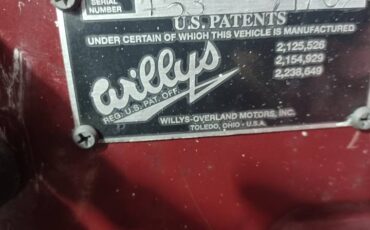 SERIAL
NUMBER
U.S. PATENTS
UNDER CERTAIN OF WHICH THIS VEHICLE IS MANUFACTURED
2,125,526
2,154,929
2,238,649
Willys
REG. U.S. PAT. OFF.
WILLYS-OVERLAND MOTORS, INC.
TOLEDO, OHIO - U.S.A.